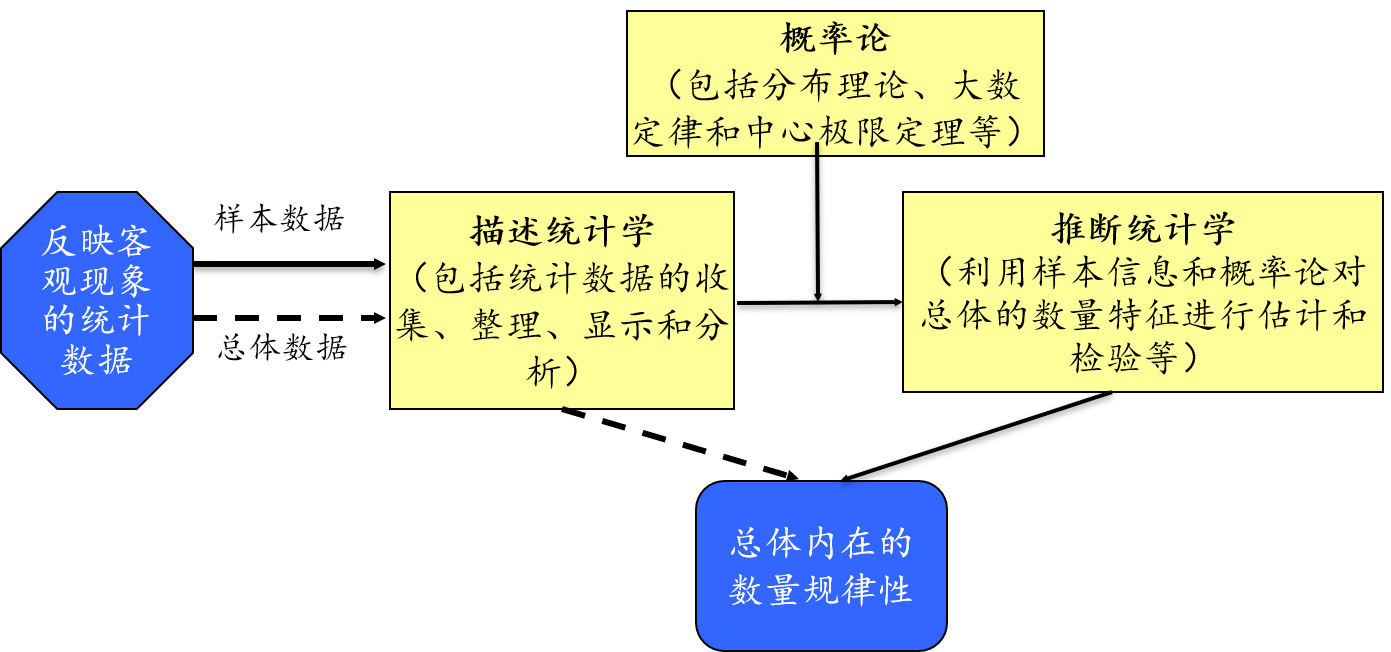 概率论
（包括分布理论、大数
定律和中心极限定理等）
反映客
观现象
的统计
数据
样本数据
总体数据
描述统计学
（包括统计数据的收
集、整理、显示和分
析）
推断统计学
（利用样本信息和概率论对
总体的数量特征进行估计和
检验等）
总体内在的
数量规律性